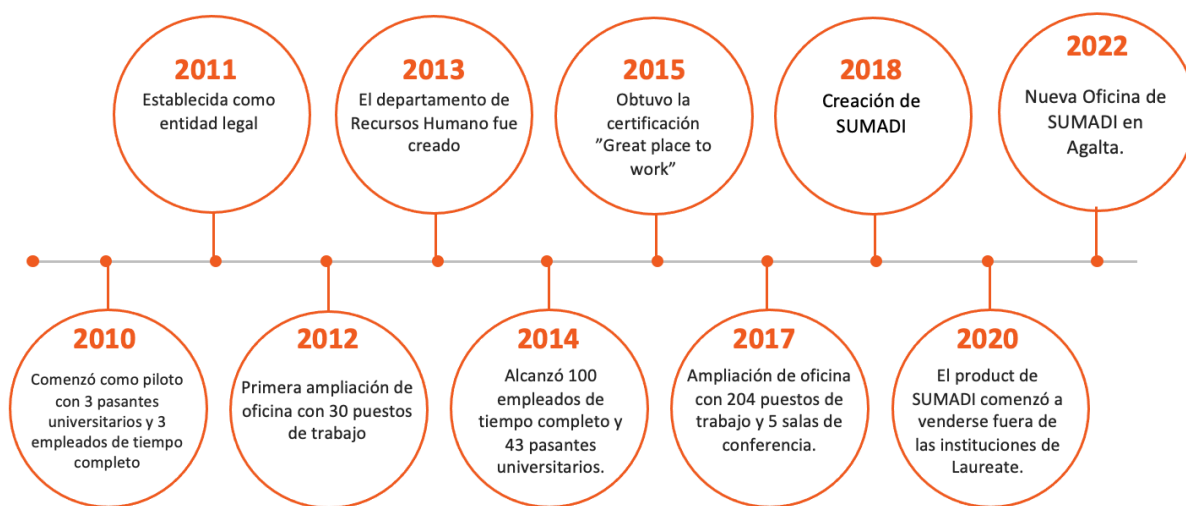 2011
Establecida como
entidad legal
2013
El departamento de
Recursos Humano fue
creado
2015
Obtuvo la
certificación
”Great place to
work”
2018
Creación de
SUMADI
2022
Nueva Oficina de
SUMADI en
Agalta.
2010
Comenzó como piloto
con 3 pasantes
universitarios y 3
empleados de tiempo
completo
2012
Primera ampliación de
oficina con 30 puestos
de trabajo
2014
Alcanzó 100
empleados de
tiempo completo y
43 pasantes
universitarios.
2017
Ampliación de oficina
con 204 puestos de
trabajo y 5 salas de
conferencia.
2020
El product de
SUMADI comenzó a
venderse fuera de
las instituciones de
Laureate.